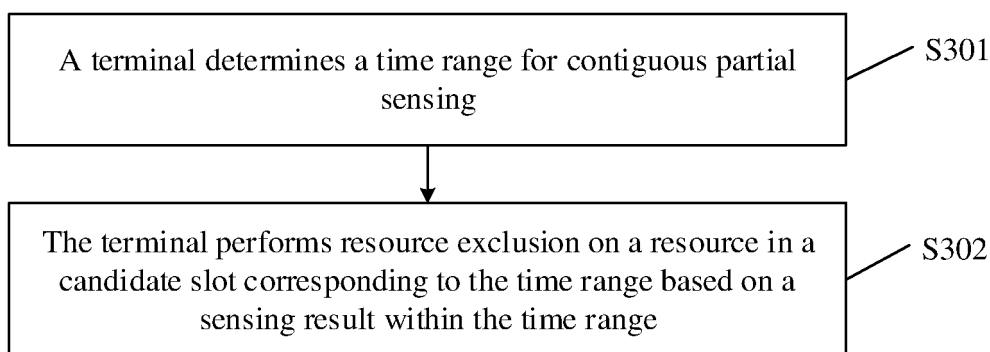 A terminal determines a time range for contiguous partial
sensing
S301
The terminal performs resource exclusion on a resource in a
candidate slot corresponding to the time range based on a
sensing result within the time range
S302